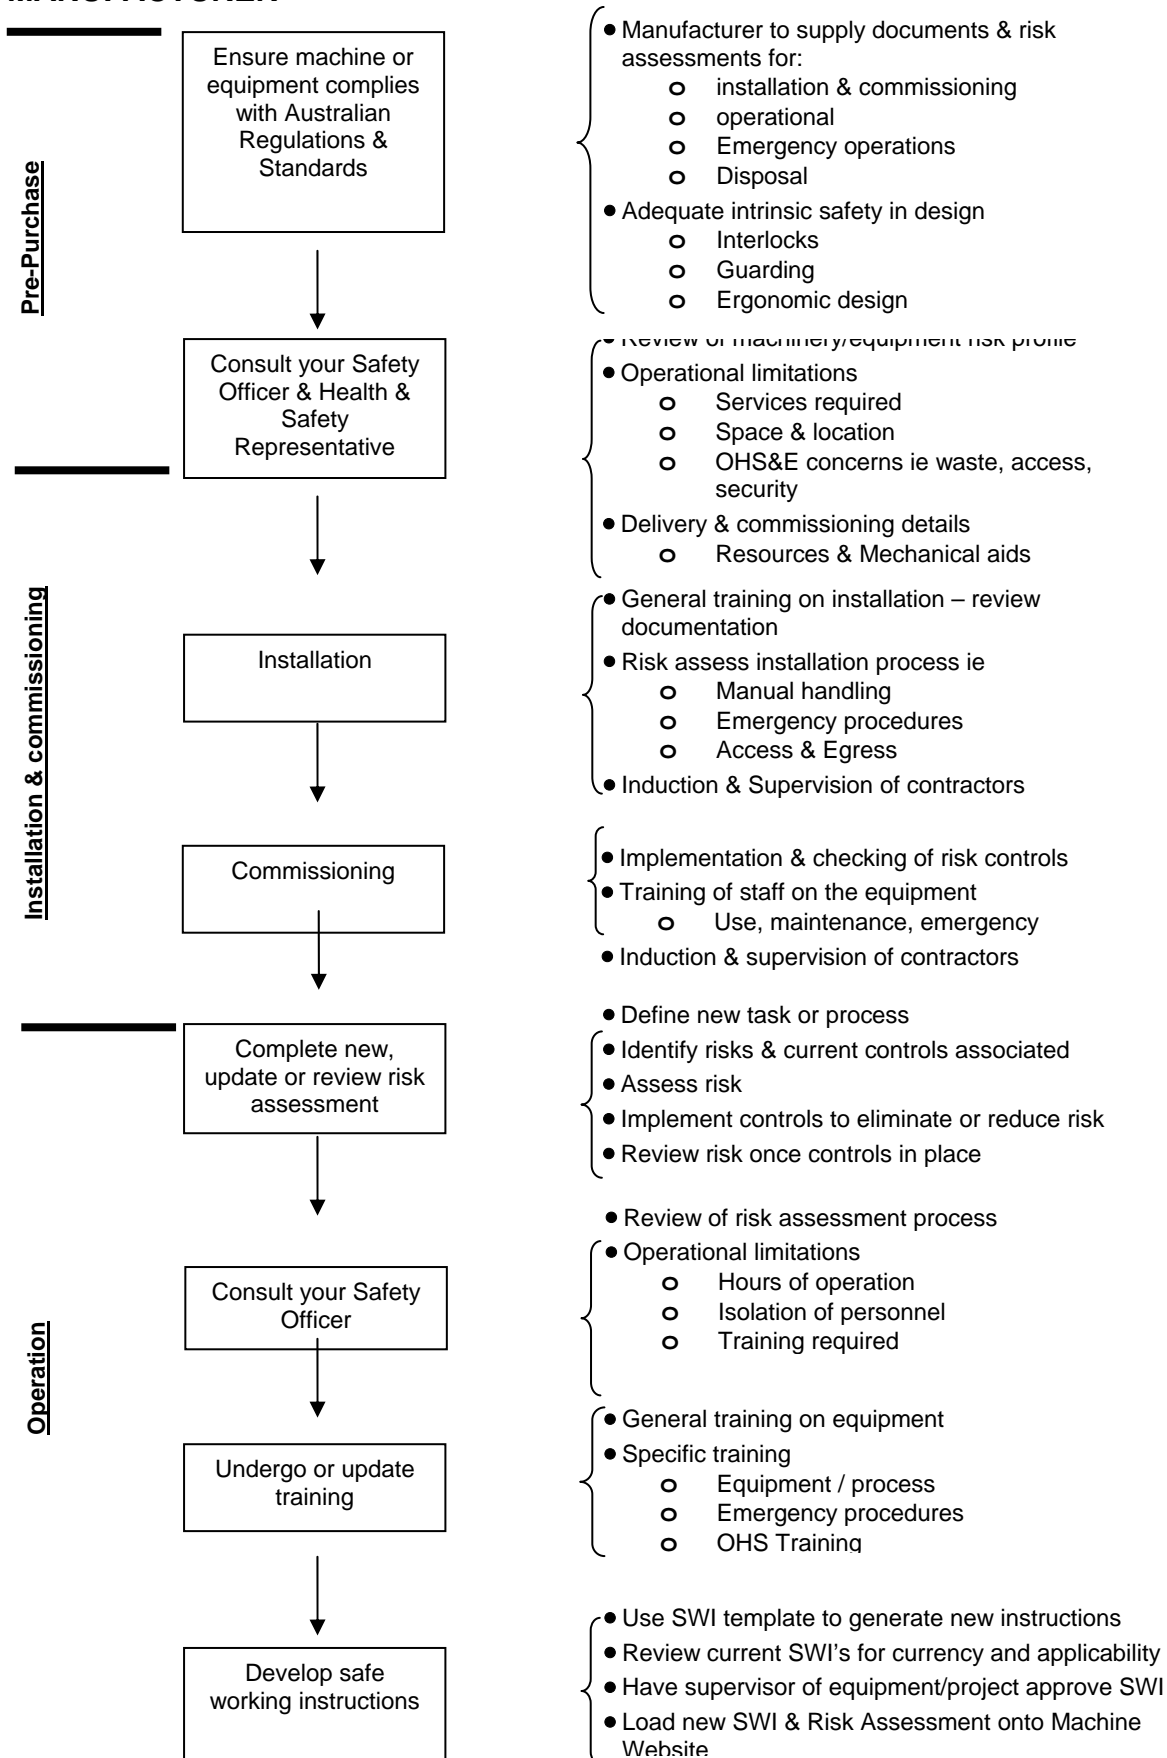 Pre-Purchase
Ensure machine or
equipment complies
with Australian
Regulations &
Standards
● Manufacturer to supply documents & risk
assessments for:
o installation & commissioning
o operational
o Emergency operations
o Disposal
● Adequate intrinsic safety in design
o Interlocks
o Guarding
o Ergonomic design
Consult your Safety
Officer & Health &
Safety
Representative
● Review of machinery/equipment risk profile
● Operational limitations
o Services required
o Space & location
o OHS&E concerns ie waste, access,
security
● Delivery & commissioning details
o Resources & Mechanical aids
Installation & commissioning
Installation
● General training on installation – review
documentation
● Risk assess installation process ie
o Manual handling
o Emergency procedures
o Access & Egress
● Induction & Supervision of contractors
Commissioning
● Implementation & checking of risk controls
● Training of staff on the equipment
o Use, maintenance, emergency
● Induction & supervision of contractors
Operation
Complete new,
update or review risk
assessment
● Define new task or process
● Identify risks & current controls associated
● Assess risk
● Implement controls to eliminate or reduce risk
● Review risk once controls in place
Consult your Safety
Officer
● Review of risk assessment process
● Operational limitations
o Hours of operation
o Isolation of personnel
o Training required
Undergo or update
training
● General training on equipment
● Specific training
o Equipment / process
o Emergency procedures
o OHS Training
Develop safe
working instructions
● Use SWI template to generate new instructions
● Review current SWI's for currency and applicability
● Have supervisor of equipment/project approve SWI
● Load new SWI & Risk Assessment onto Machine
Website